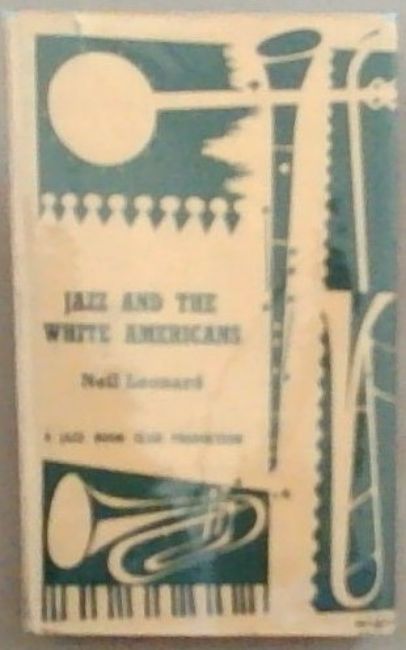 JAZZ AND THE
WHITE AMERICANS
Neil Leonard
A JAZZ BOOK CLUB PRODUCTION